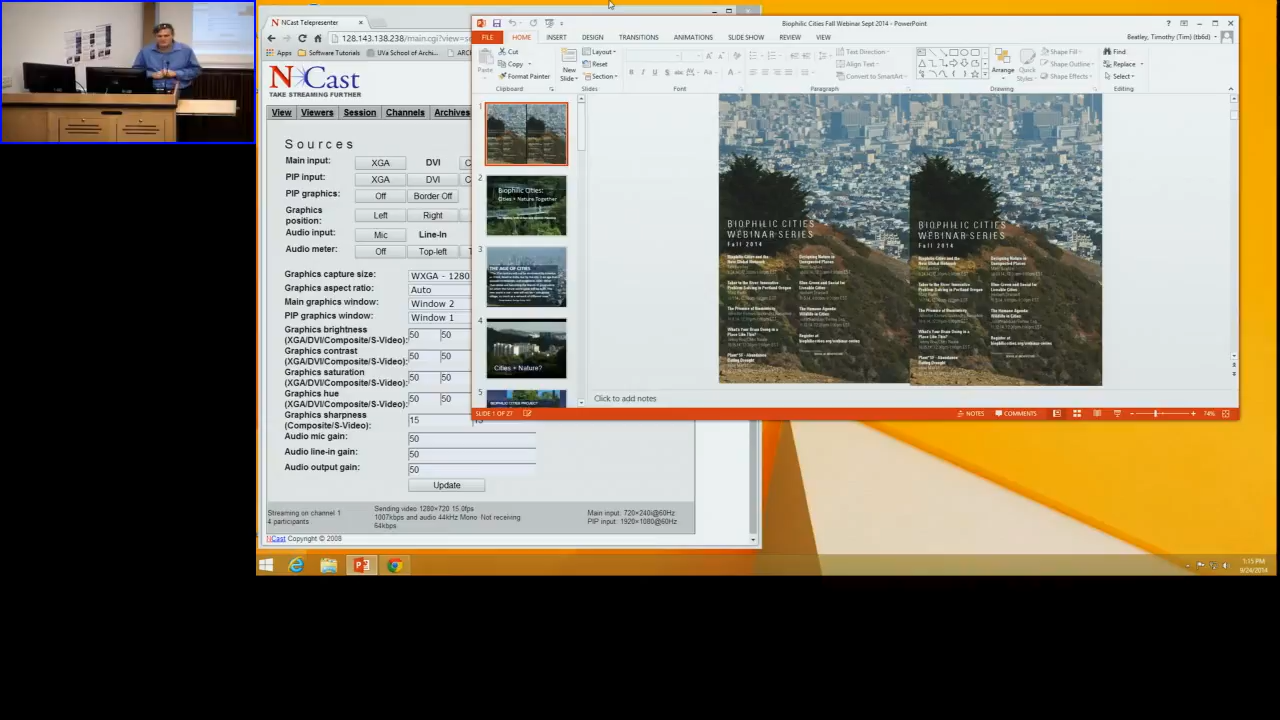 NCast Telepresenter
128.143.138.238/main.cgi?view=sc
Apps
Software Tutorials
UVa School of Archi...
NCast
TAKE STREAMING FURTHER
View Viewers Session Channels Archives
Sources
Main input: XGA DVI
PIP input: XGA DVI
PIP graphics: Off Border Off
Graphics position: Left Right
Audio input: Mic Line-In
Audio meter: Off Top-left
Graphics capture size: WXGA - 1280
Graphics aspect ratio: Auto
Main graphics window: Window 2
PIP graphics window: Window 1
Graphics brightness (XGA/DVI/Composite/S-Video): 50 50
Graphics contrast (XGA/DVI/Composite/S-Video): 50 50
Graphics saturation (XGA/DVI/Composite/S-Video): 50 50
Graphics hue (XGA/DVI/Composite/S-Video): 50 50
Graphics sharpness (Composite/S-Video): 15 15
Audio mic gain: 50
Audio line-in gain: 50
Audio output gain: 50
Update
Streaming on channel 1
4 participants
Sending video 1280×720 15.0fps
1007kbps and audio 44kHz Mono Not receiving
64kbps
Main input: 720×240i@60Hz
PIP input: 1920×1080@60Hz
NCast Copyright © 2008
Biophilic Cities Fall Webinar Sept 2014 - PowerPoint
FILE HOME INSERT DESIGN TRANSITIONS ANIMATIONS SLIDE SHOW REVIEW VIEW
Beatley, Timothy (Tim) (tb6d)
Paste
Cut
Copy
Format Painter
Clipboard
New Slide
Layout
Reset
Section
Slides
Font
Text Direction
Align Text
Convert to SmartArt
Paragraph
Arrange
Quick Styles
Shape Fill
Shape Outline
Shape Effects
Drawing
Find
Replace
Select
Editing
1
2
Biophilic Cities:
Cities + Nature Together
3
THE AGE OF CITIES
4
Cities + Nature?
5
BIOPHILIC CITIES PROJECT
BIOPHILIC CITIES
WEBINAR SERIES
Fall 2014
BIOPHILIC CITIES
WEBINAR SERIES
Fall 2014
Click to add notes
SLIDE 1 OF 27
NOTES
COMMENTS
74%
1:15 PM
9/24/2014